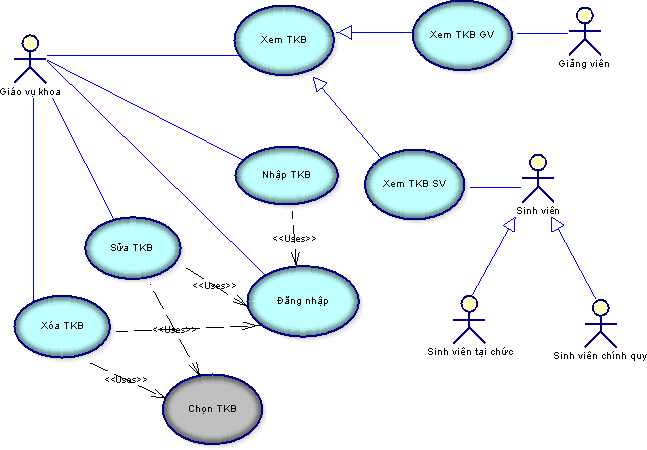 Xem TKB
Xem TKB GV
Giảng viên
Giáo vụ khoa
Nhập TKB
Xem TKB SV
Sinh viên
<<Uses>>
Sửa TKB
<<Uses>>
Đăng nhập
Xóa TKB
<<Uses>>
Sinh viên tại chức
Sinh viên chính quy
<<Uses>>
Chọn TKB